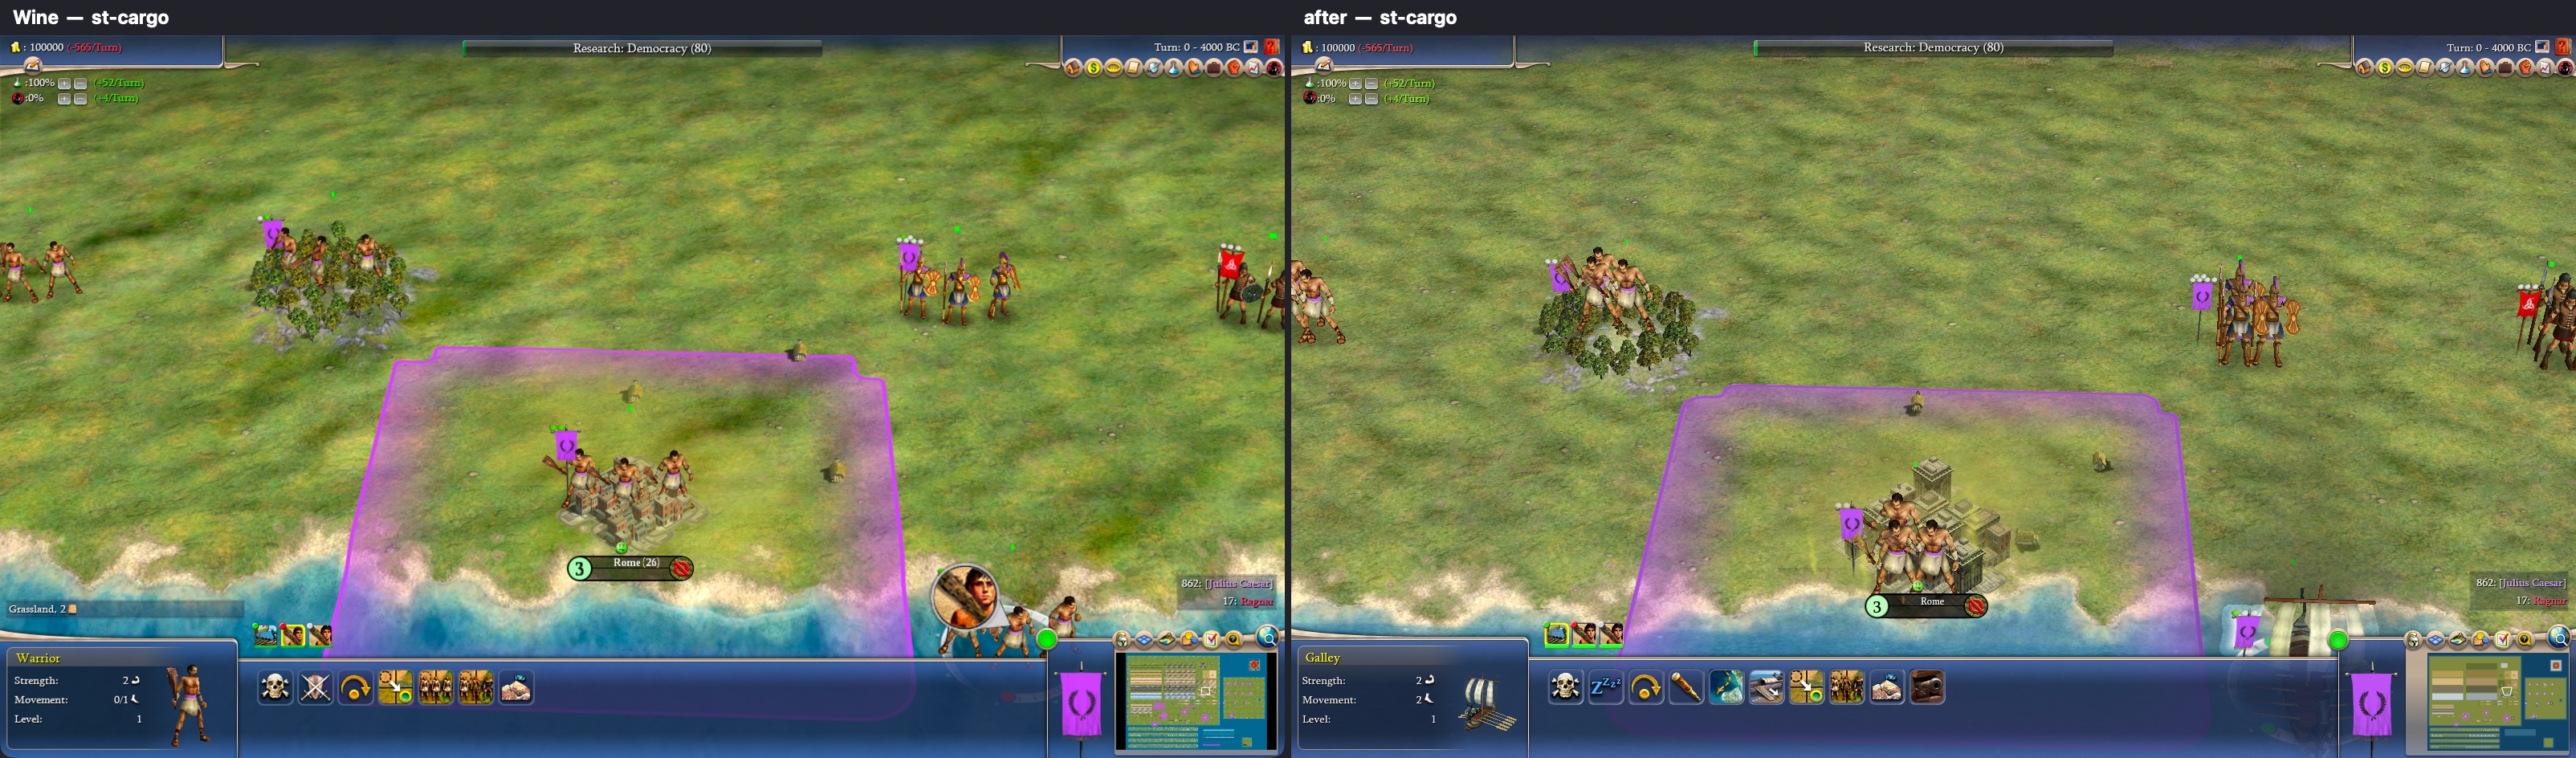 Wine — st-cargo
: 100000 (-565/Turn)
Research: Democracy (80)
Turn: 0 - 4000 BC
:100% + − (+52/Turn)
:0% + − (+4/Turn)
3 Rome (26)
862: [Julius Caesar]
17: Ragnar
Grassland, 2
Warrior
Strength: 2
Movement: 0/1
Level: 1
after — st-cargo
: 100000 (-565/Turn)
Research: Democracy (80)
Turn: 0 - 4000 BC
:100% + − (+52/Turn)
:0% + − (+4/Turn)
3 Rome
862: [Julius Caesar]
17: Ragnar
Galley
Strength: 2
Movement: 2
Level: 1
ZZZZ